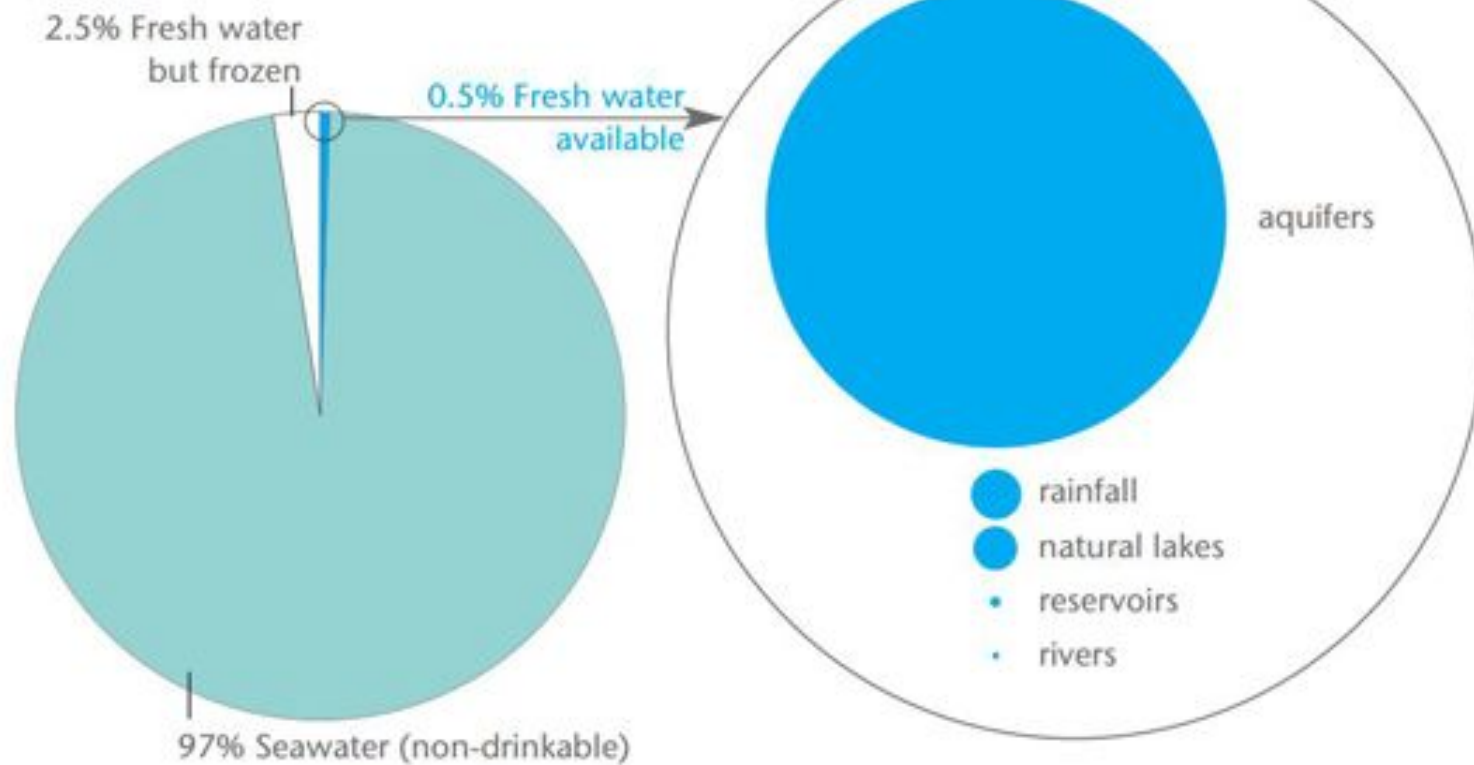 2.5% Fresh water
but frozen
0.5% Fresh water
available
97% Seawater (non-drinkable)
aquifers
rainfall
natural lakes
reservoirs
rivers